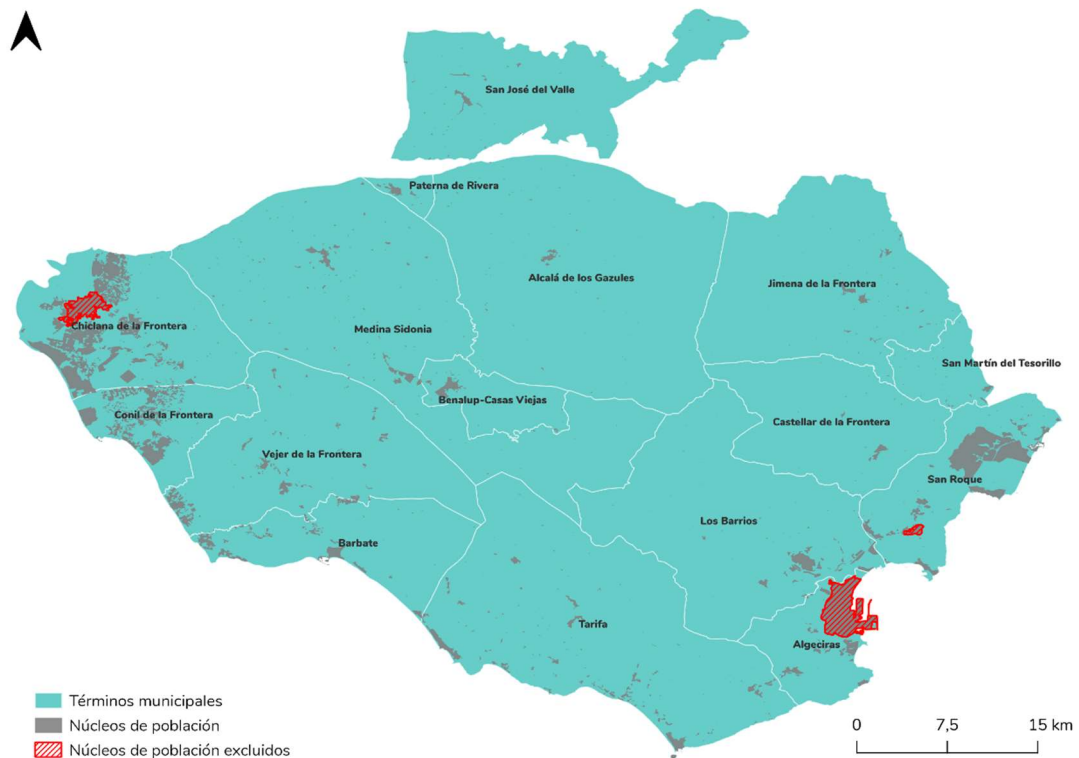 San José del Valle
Paterna de Rivera
Alcalá de los Gazules
Jimena de la Frontera
Chiclana de la Frontera
Medina Sidonia
San Martín del Tesorillo
Benalup-Casas Viejas
Conil de la Frontera
Castellar de la Frontera
Vejer de la Frontera
San Roque
Los Barrios
Barbate
Tarifa
Algeciras
Términos municipales
Núcleos de población
Núcleos de población excluidos
0 7,5 15 km